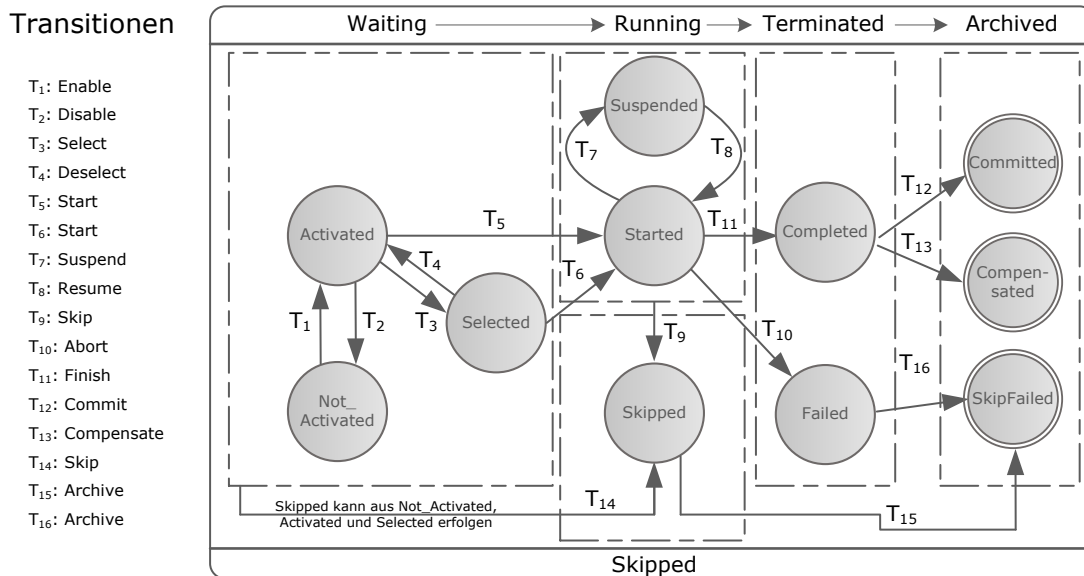 Transitionen
T₁: Enable
T₂: Disable
T₃: Select
T₄: Deselect
T₅: Start
T₆: Start
T₇: Suspend
T₈: Resume
T₉: Skip
T₁₀: Abort
T₁₁: Finish
T₁₂: Commit
T₁₃: Compensate
T₁₄: Skip
T₁₅: Archive
T₁₆: Archive
Waiting
Running
Terminated
Archived
Suspended
T₇
T₈
Committed
T₁₂
Activated
T₅
Started
T₁₁
Completed
T₁₃
T₄
T₆
Compen-
sated
T₁
T₂
T₃
Selected
T₉
T₁₀
T₁₆
Not_
Activated
Skipped
Failed
SkipFailed
Skipped kann aus Not_Activated,
Activated und Selected erfolgen
T₁₄
T₁₅
Skipped